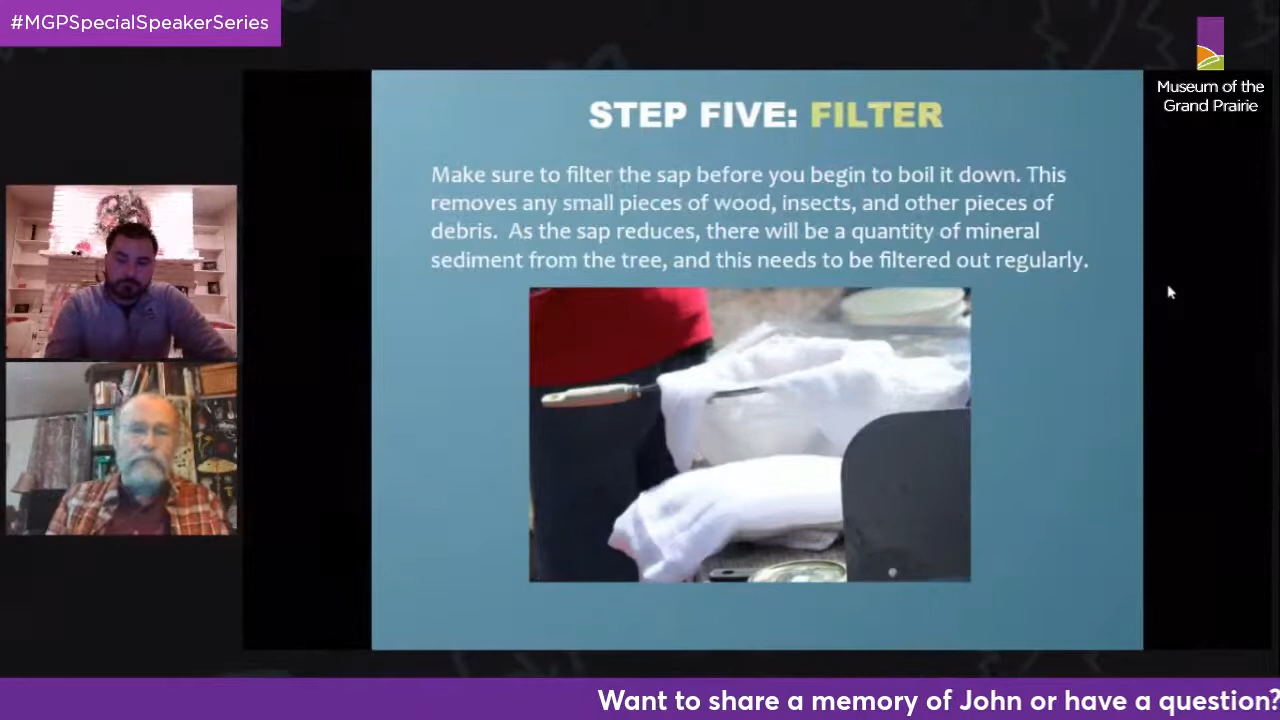 #MGPSpecialSpeakerSeries
Museum of the
Grand Prairie
STEP FIVE: FILTER
Make sure to filter the sap before you begin to boil it down. This
removes any small pieces of wood, insects, and other pieces of
debris.  As the sap reduces, there will be a quantity of mineral
sediment from the tree, and this needs to be filtered out regularly.
Want to share a memory of John or have a question?